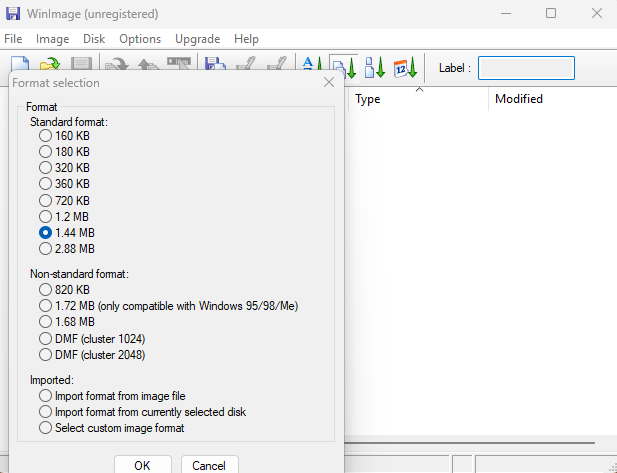 WinImage (unregistered)
File Image Disk Options Upgrade Help
Label :
Format selection
Type Modified
Format
Standard format:
160 KB
180 KB
320 KB
360 KB
720 KB
1.2 MB
1.44 MB
2.88 MB
Non-standard format:
820 KB
1.72 MB (only compatible with Windows 95/98/Me)
1.68 MB
DMF (cluster 1024)
DMF (cluster 2048)
Imported:
Import format from image file
Import format from currently selected disk
Select custom image format
OK Cancel